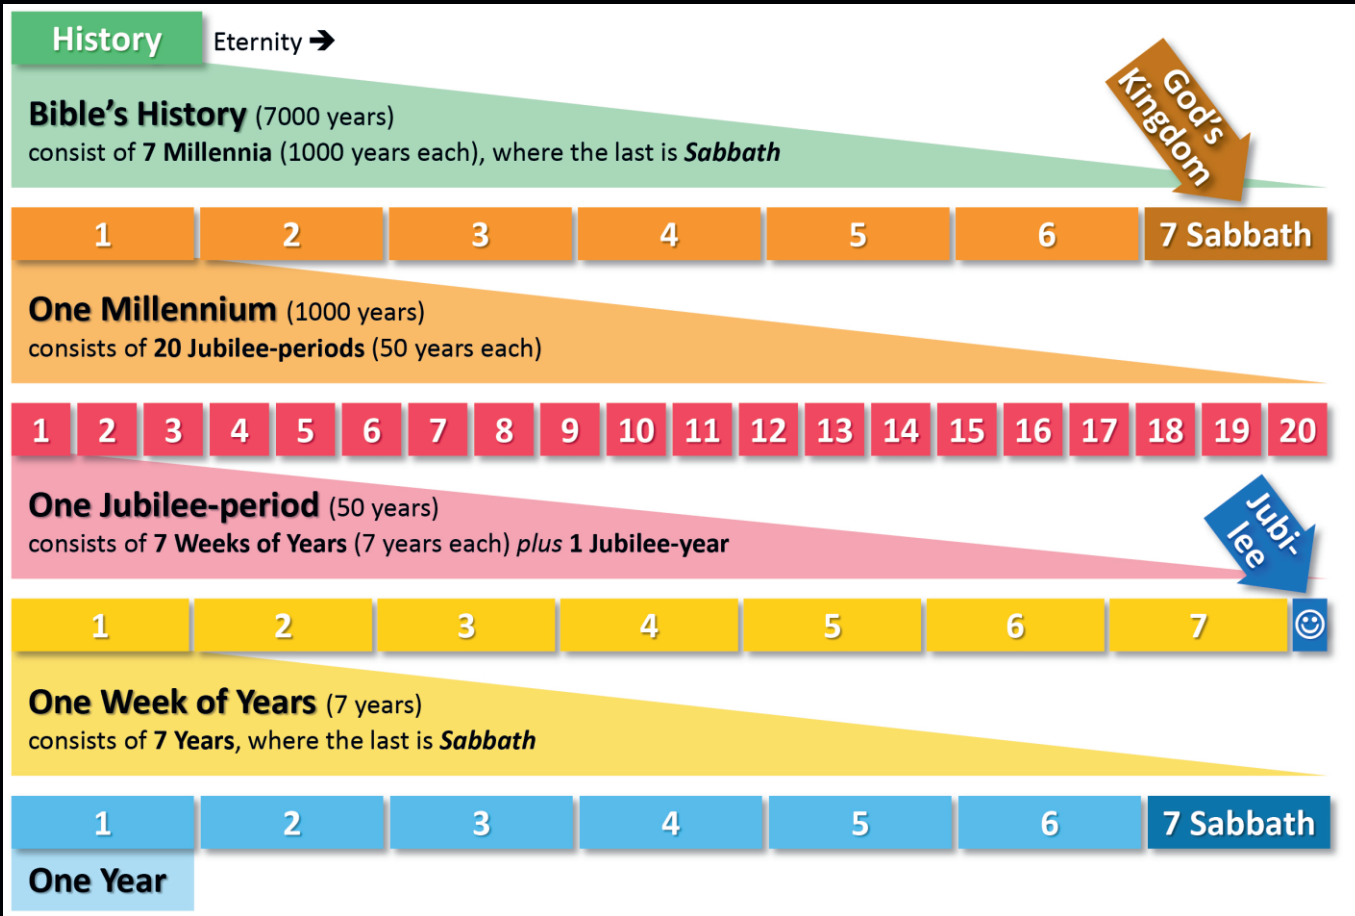 History
Eternity ➔
God's
Kingdom
Bible's History (7000 years)
consist of 7 Millennia (1000 years each), where the last is Sabbath
1 2 3 4 5 6 7 Sabbath
One Millennium (1000 years)
consists of 20 Jubilee-periods (50 years each)
1 2 3 4 5 6 7 8 9 10 11 12 13 14 15 16 17 18 19 20
Jubi-
lee
One Jubilee-period (50 years)
consists of 7 Weeks of Years (7 years each) plus 1 Jubilee-year
1 2 3 4 5 6 7 ☺
One Week of Years (7 years)
consists of 7 Years, where the last is Sabbath
1 2 3 4 5 6 7 Sabbath
One Year